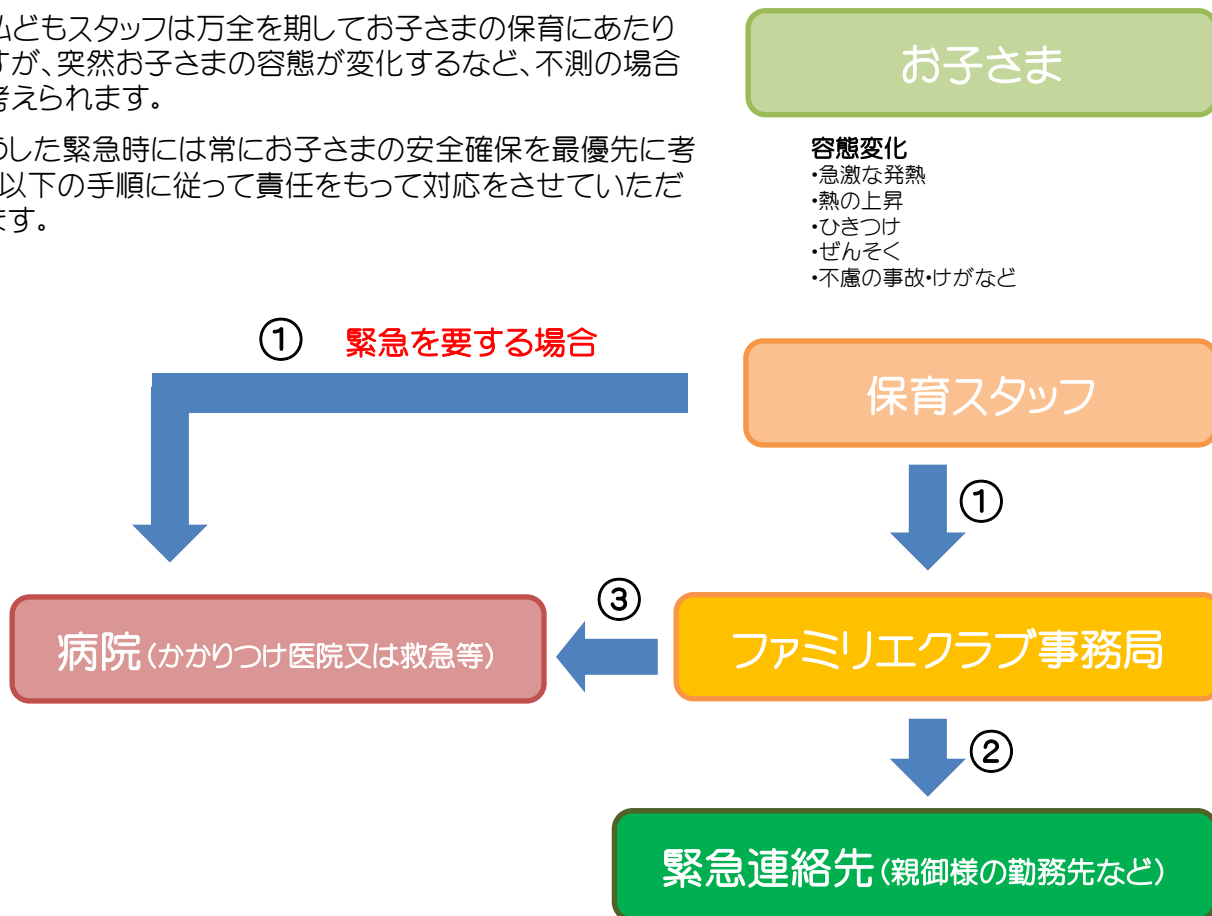 ムどもスタッフは万全を期してお子さまの保育にあたり
すが、突然お子さまの容態が変化するなど、不測の場合
考えられます。
うした緊急時には常にお子さまの安全確保を最優先に考
以下の手順に従って責任をもって対応をさせていただ
ます。
お子さま
容態変化
・急激な発熱
・熱の上昇
・ひきつけ
・ぜんそく
・不慮の事故・けがなど
① 緊急を要する場合
保育スタッフ
①
病院(かかりつけ医院又は救急等)
③
ファミリエクラブ事務局
②
緊急連絡先(親御様の勤務先など)